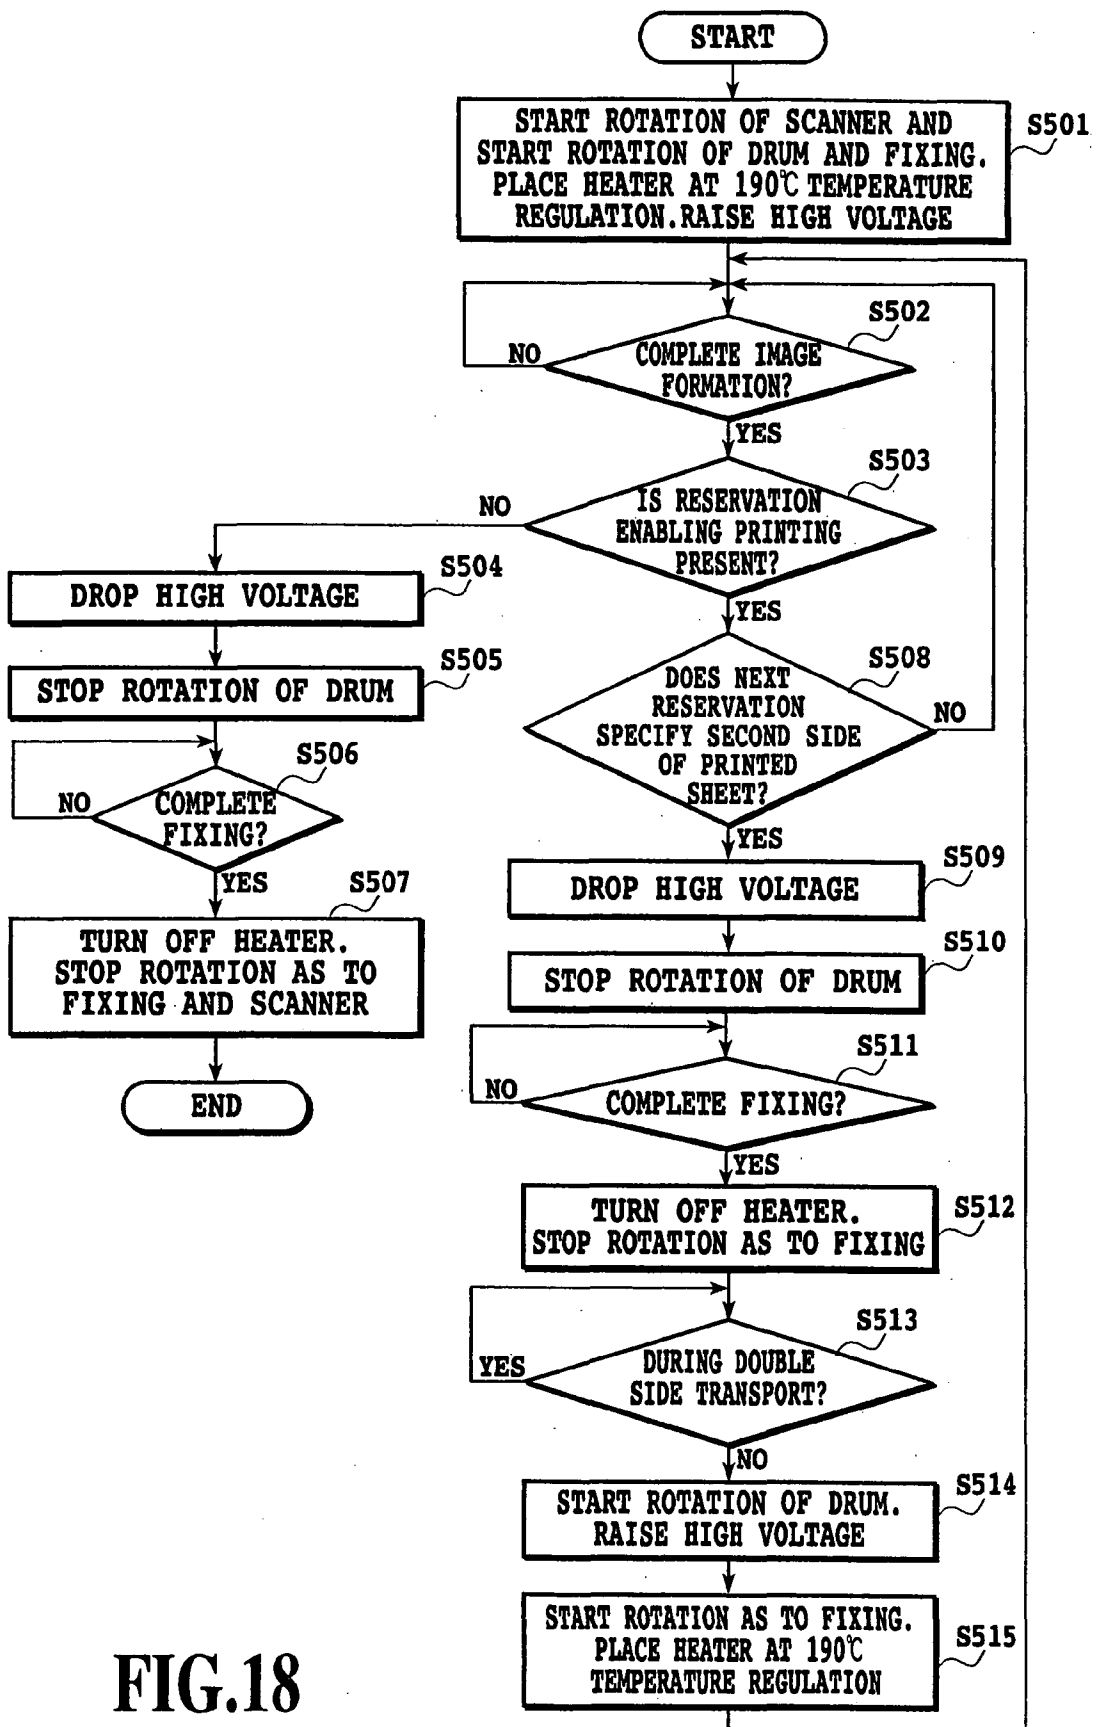 START
START ROTATION OF SCANNER AND
START ROTATION OF DRUM AND FIXING.
PLACE HEATER AT 190℃ TEMPERATURE
REGULATION.RAISE HIGH VOLTAGE
S501
S502
COMPLETE IMAGE
FORMATION?
NO
YES
S503
IS RESERVATION
ENABLING PRINTING
PRESENT?
NO
YES
S504
DROP HIGH VOLTAGE
S505
STOP ROTATION OF DRUM
S506
COMPLETE
FIXING?
NO
YES
S507
TURN OFF HEATER.
STOP ROTATION AS TO
FIXING AND SCANNER
END
S508
DOES NEXT
RESERVATION
SPECIFY SECOND SIDE
OF PRINTED
SHEET?
NO
YES
S509
DROP HIGH VOLTAGE
S510
STOP ROTATION OF DRUM
S511
COMPLETE FIXING?
NO
YES
S512
TURN OFF HEATER.
STOP ROTATION AS TO FIXING
S513
DURING DOUBLE
SIDE TRANSPORT?
YES
NO
S514
START ROTATION OF DRUM.
RAISE HIGH VOLTAGE
S515
START ROTATION AS TO FIXING.
PLACE HEATER AT 190℃
TEMPERATURE REGULATION
FIG.18